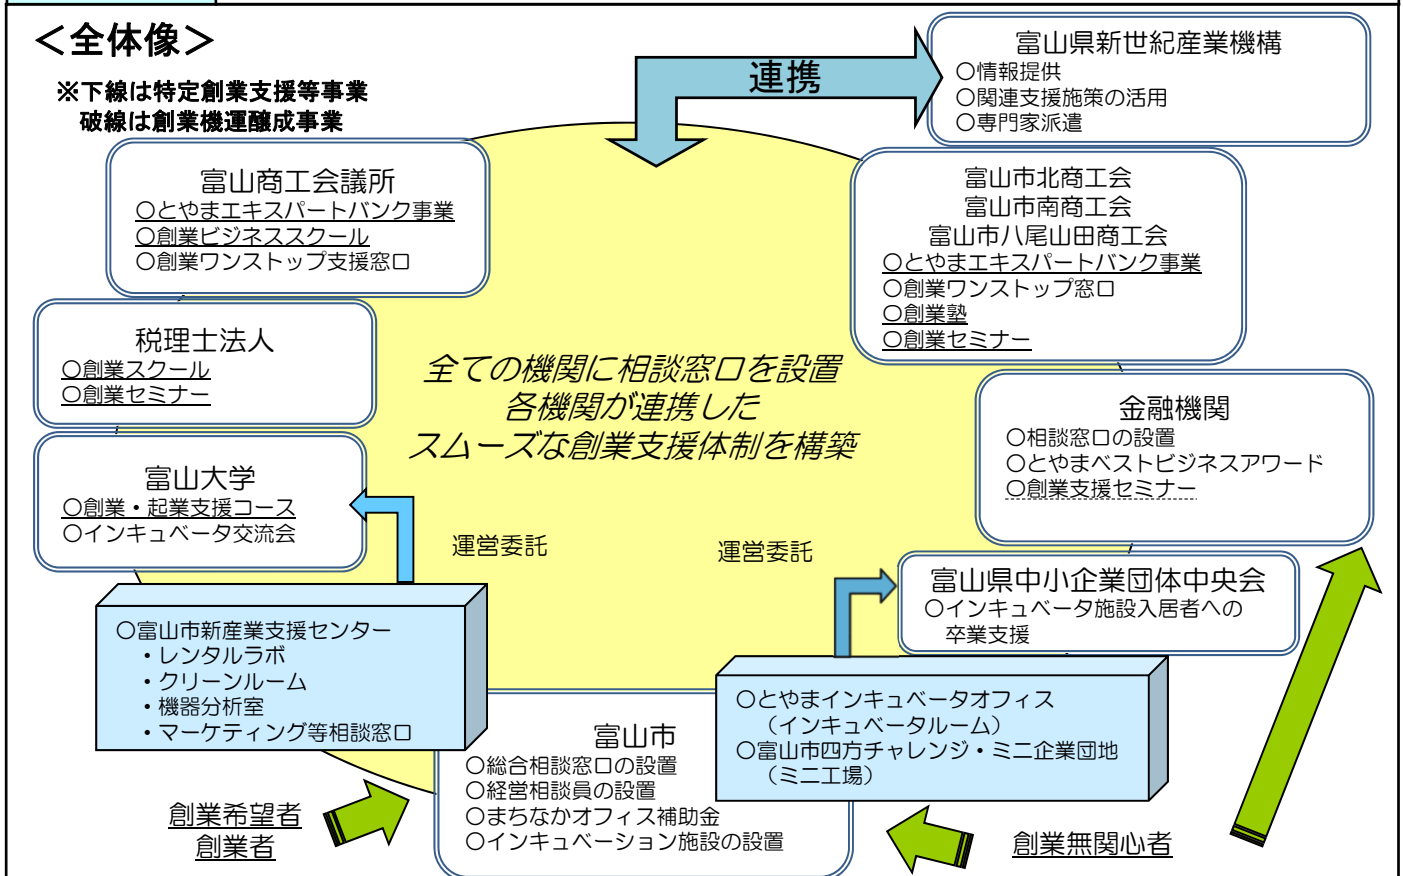 ＜全体像＞
※下線は特定創業支援等事業
破線は創業機運醸成事業
連携
富山県新世紀産業機構
○情報提供
○関連支援施策の活用
○専門家派遣
富山商工会議所
○とやまエキスパートバンク事業
○創業ビジネススクール
○創業ワンストップ支援窓口
富山市北商工会
富山市南商工会
富山市八尾山田商工会
○とやまエキスパートバンク事業
○創業ワンストップ窓口
○創業塾
○創業セミナー
税理士法人
○創業スクール
○創業セミナー
全ての機関に相談窓口を設置
各機関が連携した
スムーズな創業支援体制を構築
金融機関
○相談窓口の設置
○とやまベストビジネスアワード
○創業支援セミナー
富山大学
○創業・起業支援コース
○インキュベータ交流会
運営委託
運営委託
富山県中小企業団体中央会
○インキュベータ施設入居者への
卒業支援
○富山市新産業支援センター
・レンタルラボ
・クリーンルーム
・機器分析室
・マーケティング等相談窓口
○とやまインキュベータオフィス
（インキュベータルーム）
○富山市四方チャレンジ・ミニ企業団地
（ミニ工場）
富山市
○総合相談窓口の設置
○経営相談員の設置
○まちなかオフィス補助金
○インキュベーション施設の設置
創業希望者
創業者
創業無関心者